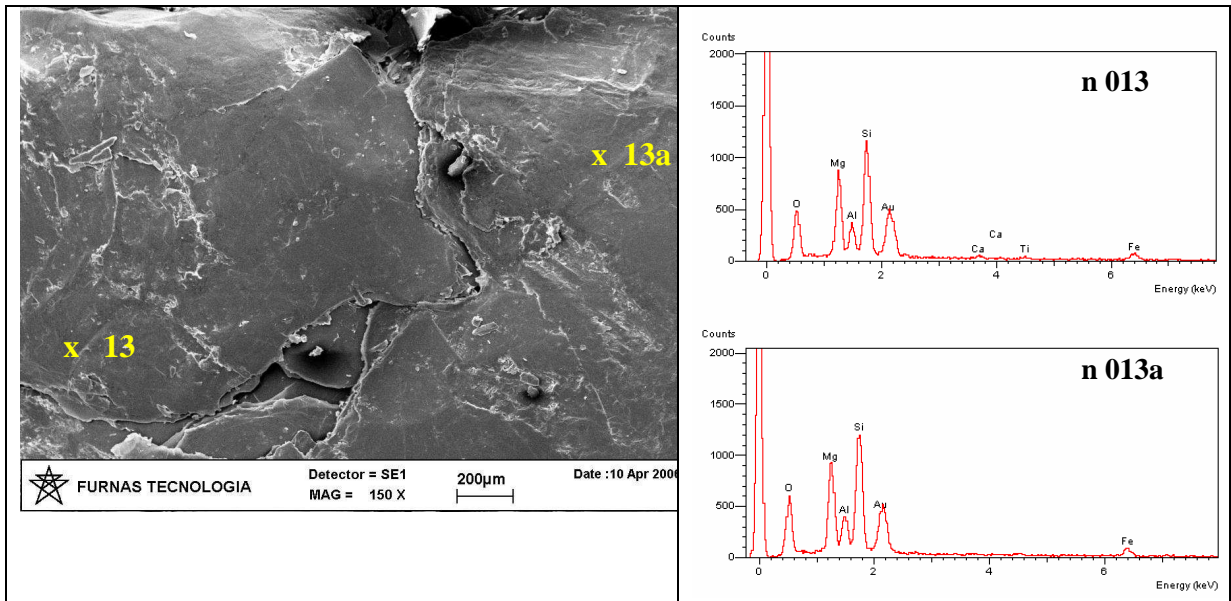 x 13a
x 13
FURNAS TECNOLOGIA
Detector = SE1
MAG = 150 X
200µm
Date :10 Apr 2006
Counts
n 013
2000
1500
1000
500
0
O
Mg
Al
Si
Au
Ca
Ca
Ti
Fe
0 2 4 6
Energy (keV)
Counts
n 013a
2000
1500
1000
500
0
O
Mg
Al
Si
Au
Fe
0 2 4 6
Energy (keV)